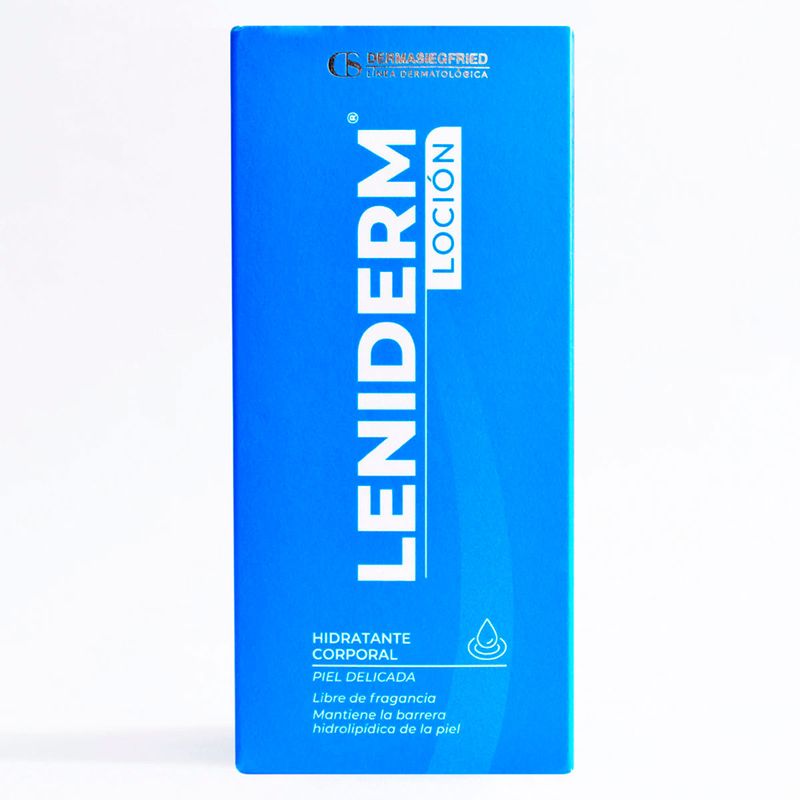 DS DERMASIEGFRIED
LÍNEA DERMATOLÓGICA
LENIDERM®
LOCIÓN
HIDRATANTE
CORPORAL
PIEL DELICADA
Libre de fragancia
Mantiene la barrera
hidrolipídica de la piel